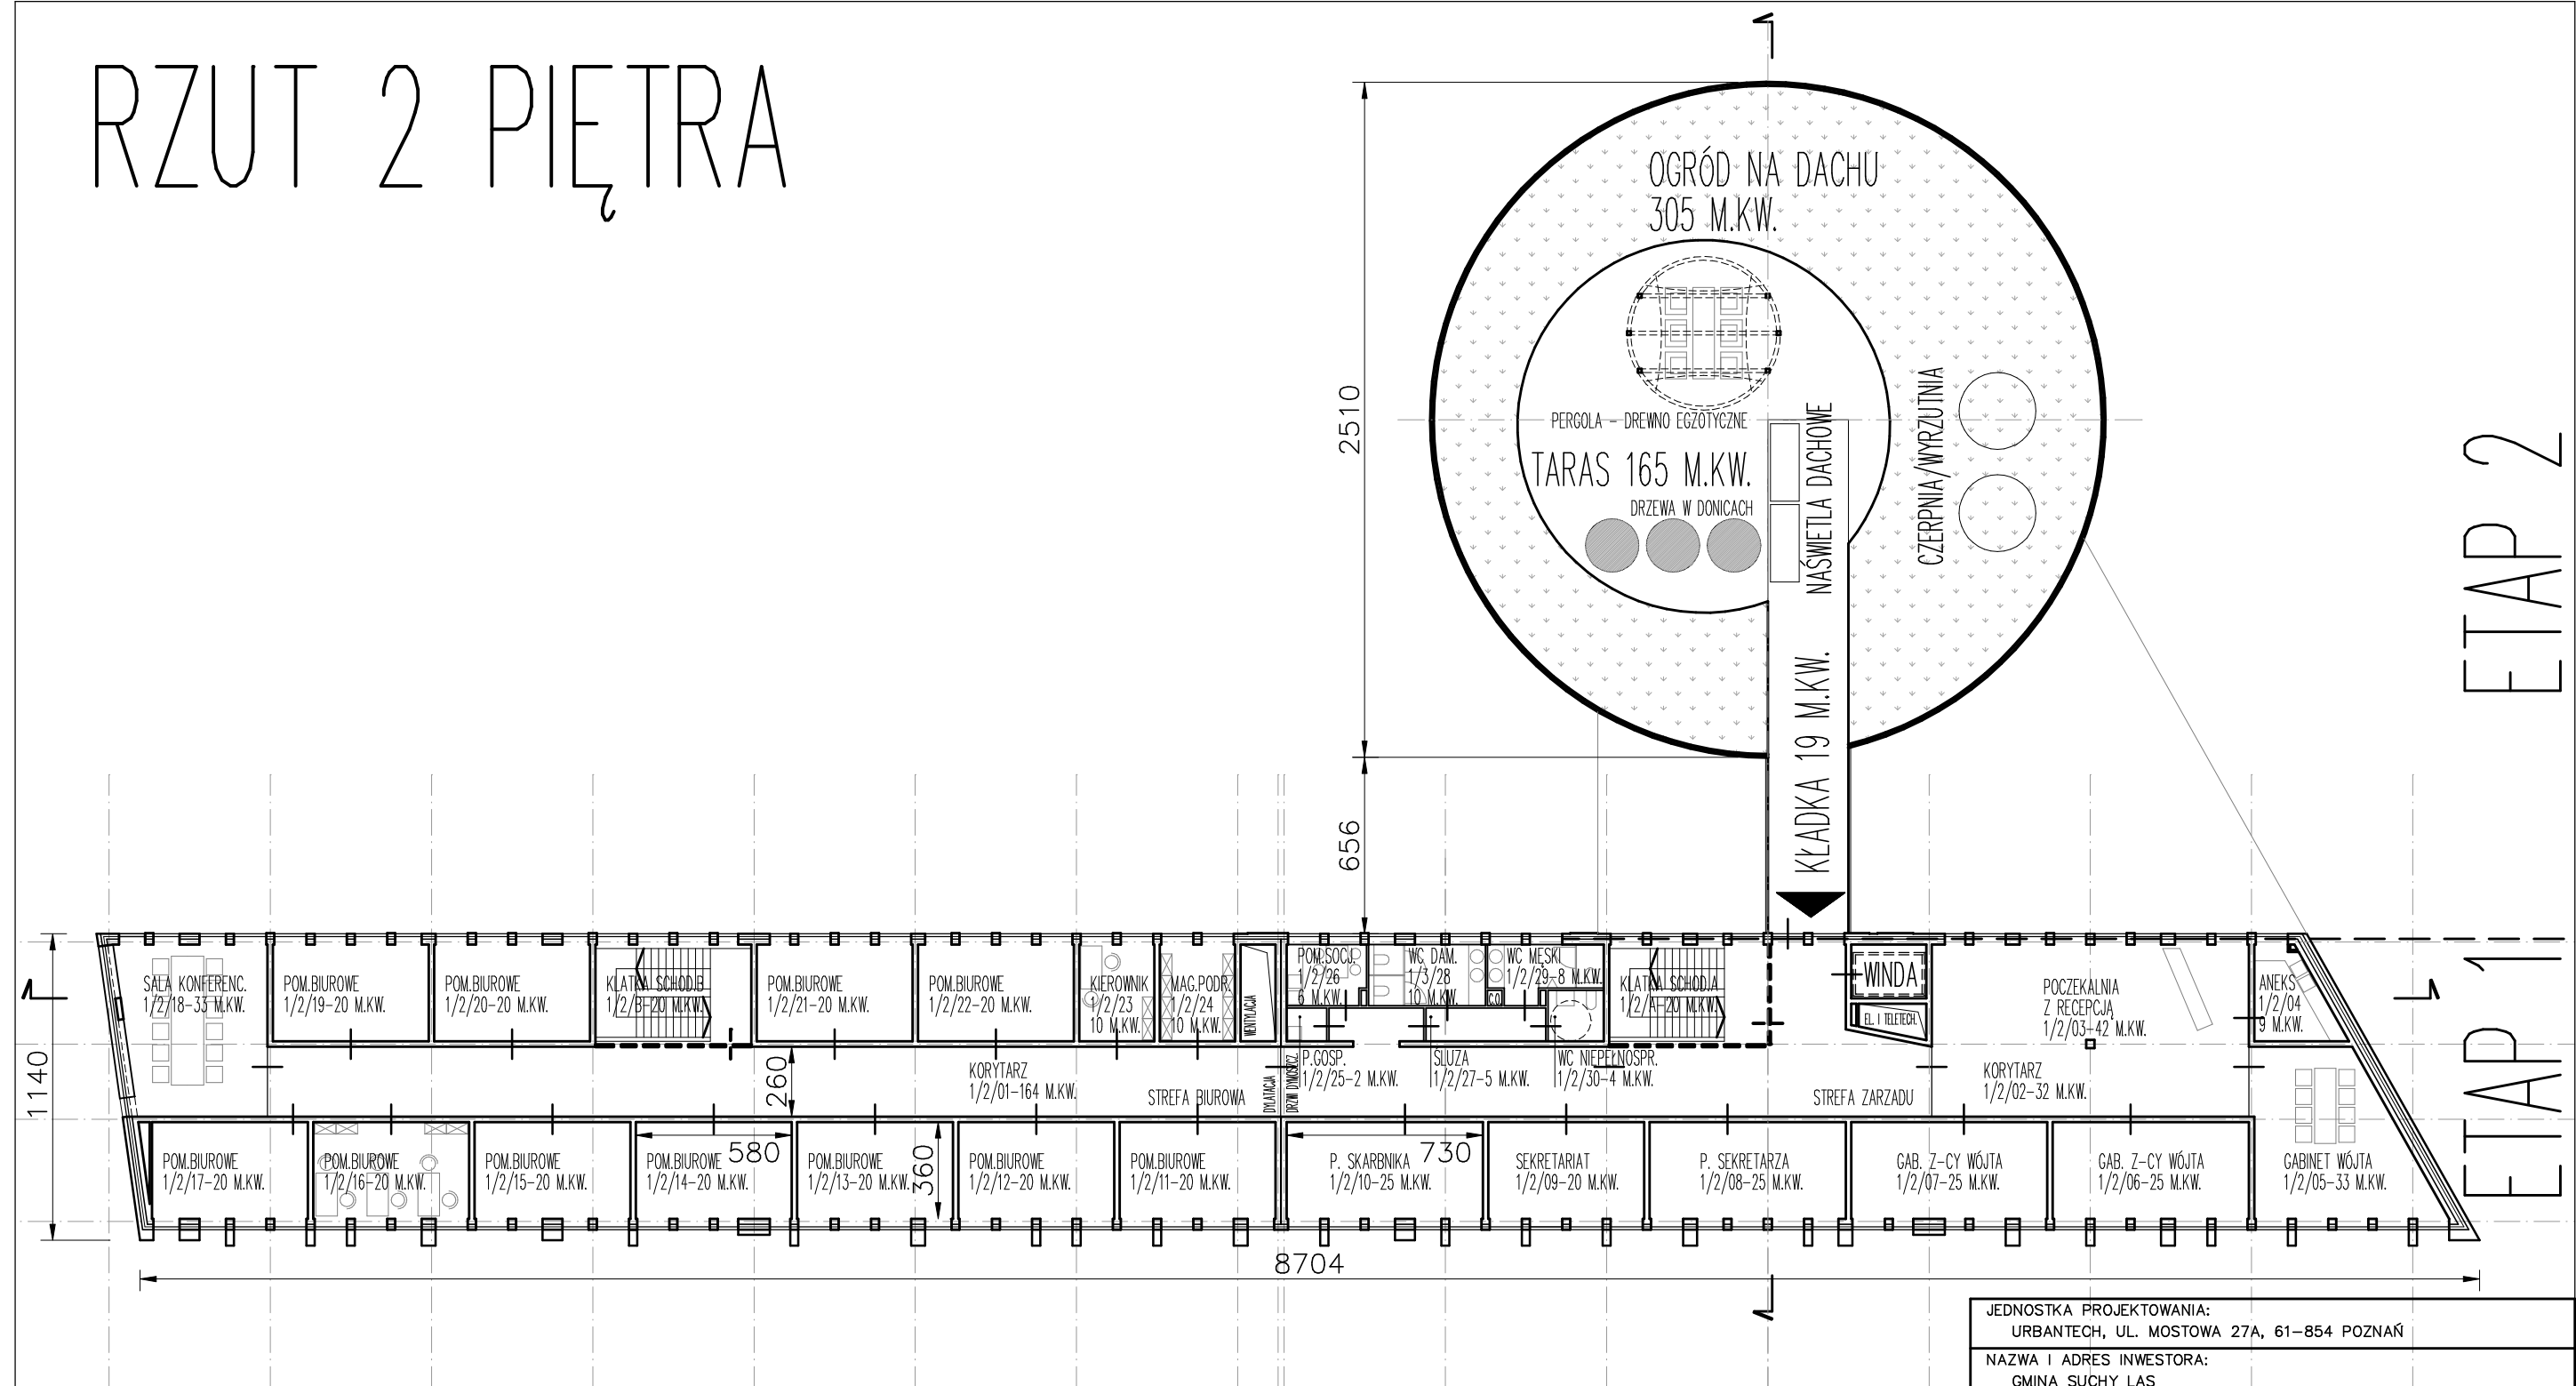 RZUT 2 PIĘTRA
1
OGRÓD NA DACHU
305 M.KW.
2510
PERGOLA – DREWNO EGZOTYCZNE
TARAS 165 M.KW.
DRZEWA W DONICACH
NAŚWIETLA DACHOWE
CZERPNIA/WYRZUTNIA
ETAP 2
KŁADKA 19 M.KW.
656
1140
1
SALA KONFERENC.
1/2/18-33 M.KW.
POM.BIUROWE
1/2/19-20 M.KW.
POM.BIUROWE
1/2/20-20 M.KW.
KLATKA SCHOD.B
1/2/B-20 M.KW.
POM.BIUROWE
1/2/21-20 M.KW.
POM.BIUROWE
1/2/22-20 M.KW.
KIEROWNIK
1/2/23
10 M.KW.
MAG.PODR.
1/2/24
10 M.KW.
WENTYLACJA
POM.SOCJ.
1/2/26
6 M.KW.
WC DAM.
1/3/28
10 M.KW.
C.O.
WC MĘSKI
1/2/29-8 M.KW.
KLATKA SCHOD.A
1/2/A-20 M.KW.
WINDA
EL. I TELETECH.
POCZEKALNIA
Z RECEPCJĄ
1/2/03-42 M.KW.
ANEKS
1/2/04
9 M.KW.
1
ETAP 1
KORYTARZ
1/2/01-164 M.KW.
260
STREFA BIUROWA
DYLATACJA
DRZWI DYMOSZCZ.
P.GOSP.
1/2/25-2 M.KW.
ŚLUZA
1/2/27-5 M.KW.
WC NIEPEŁNOSPR.
1/2/30-4 M.KW.
STREFA ZARZADU
KORYTARZ
1/2/02-32 M.KW.
POM.BIUROWE
1/2/17-20 M.KW.
POM.BIUROWE
1/2/16-20 M.KW.
POM.BIUROWE
1/2/15-20 M.KW.
POM.BIUROWE
1/2/14-20 M.KW.
580
POM.BIUROWE
1/2/13-20 M.KW.
360
POM.BIUROWE
1/2/12-20 M.KW.
POM.BIUROWE
1/2/11-20 M.KW.
P. SKARBNIKA
1/2/10-25 M.KW.
730
SEKRETARIAT
1/2/09-20 M.KW.
P. SEKRETARZA
1/2/08-25 M.KW.
GAB. Z-CY WÓJTA
1/2/07-25 M.KW.
GAB. Z-CY WÓJTA
1/2/06-25 M.KW.
GABINET WÓJTA
1/2/05-33 M.KW.
8704
1
JEDNOSTKA PROJEKTOWANIA:
URBANTECH, UL. MOSTOWA 27A, 61-854 POZNAŃ
NAZWA I ADRES INWESTORA:
GMINA SUCHY LAS